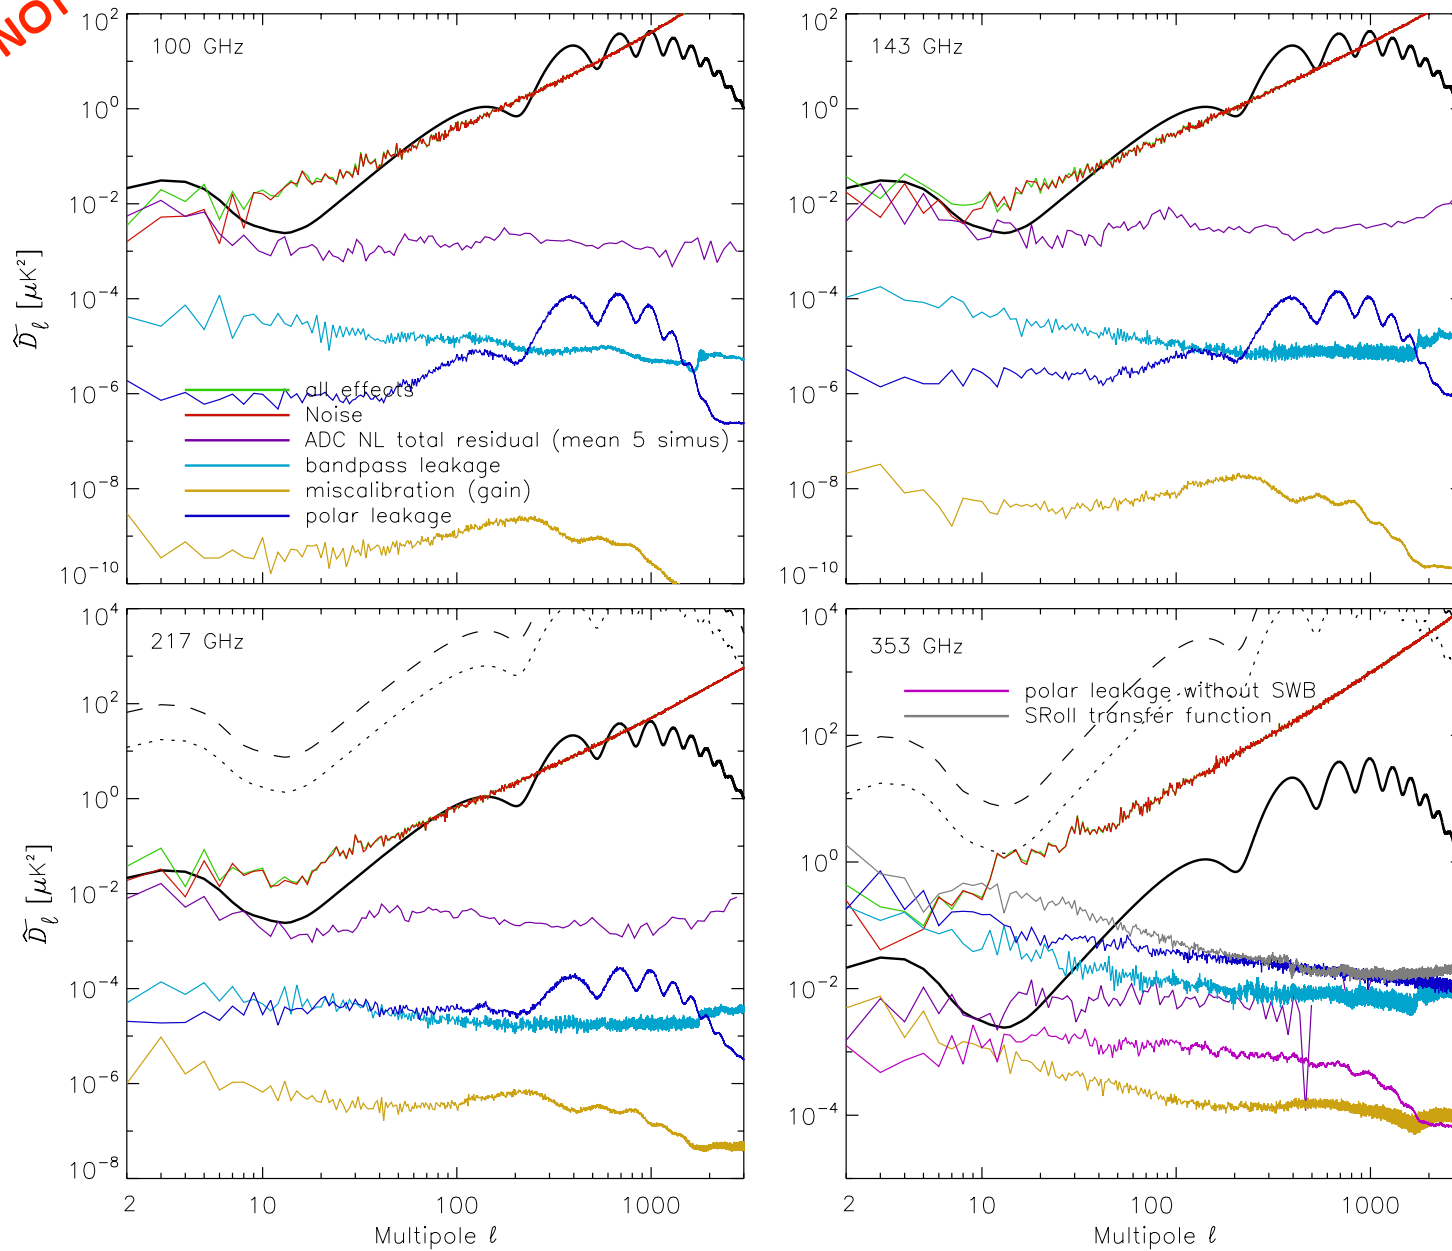 NOT
100 GHz
10²
10⁰
10⁻²
10⁻⁴
10⁻⁶
10⁻⁸
10⁻¹⁰
D̃ℓ [μK²]
all effects
Noise
ADC NL total residual (mean 5 simus)
bandpass leakage
miscalibration (gain)
polar leakage
143 GHz
10²
10⁰
10⁻²
10⁻⁴
10⁻⁶
10⁻⁸
10⁻¹⁰
217 GHz
10⁴
10²
10⁰
10⁻²
10⁻⁴
10⁻⁶
10⁻⁸
D̃ℓ [μK²]
2 10 100 1000
Multipole ℓ
353 GHz
10⁴
10²
10⁰
10⁻²
10⁻⁴
polar leakage without SWB
SRoll transfer function
2 10 100 1000
Multipole ℓ